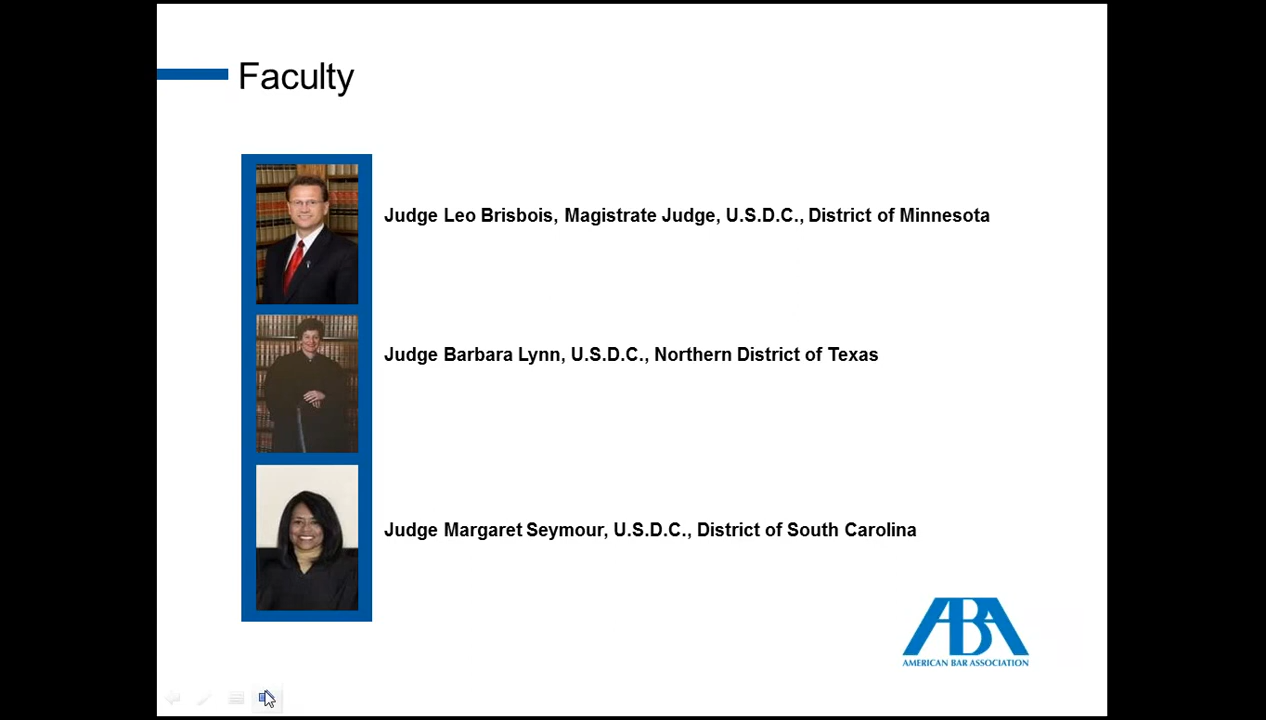 Faculty
Judge Leo Brisbois, Magistrate Judge, U.S.D.C., District of Minnesota
Judge Barbara Lynn, U.S.D.C., Northern District of Texas
Judge Margaret Seymour, U.S.D.C., District of South Carolina
ABA
AMERICAN BAR ASSOCIATION